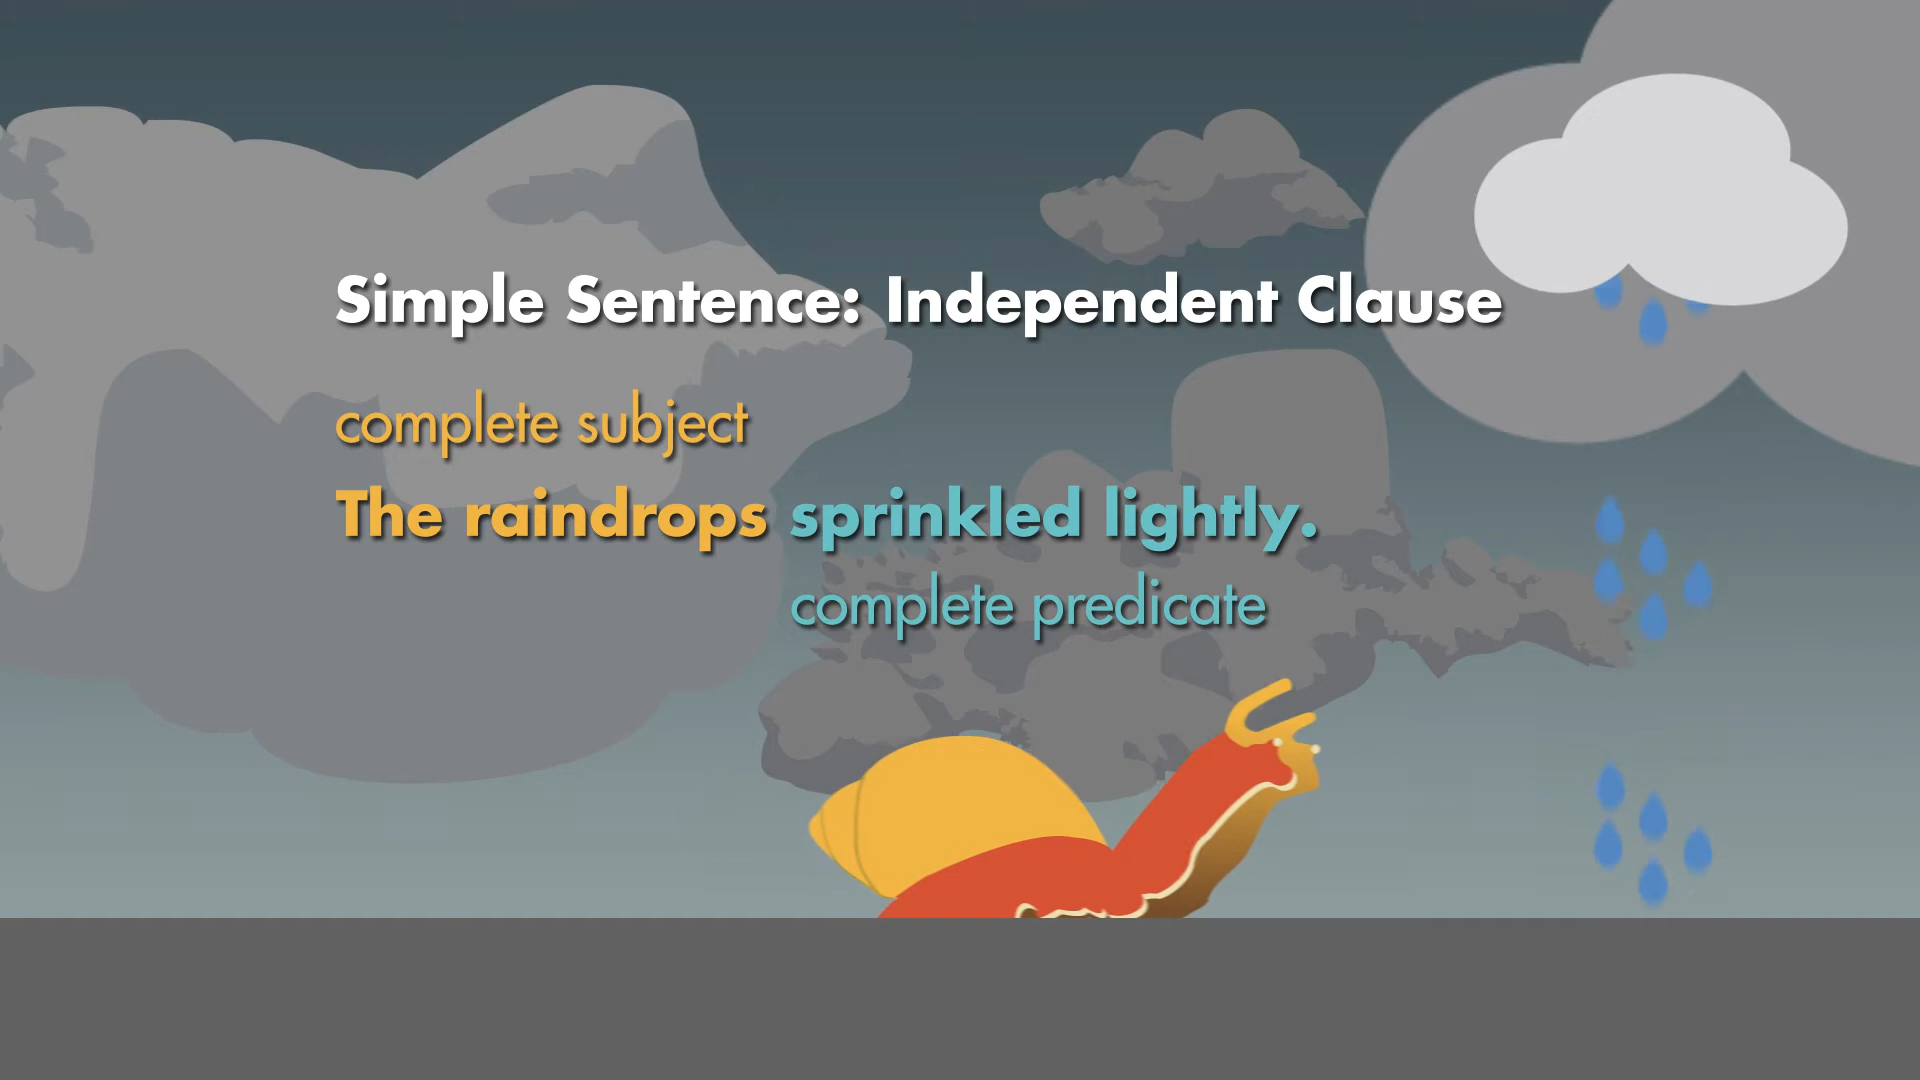 Simple Sentence: Independent Clause
complete subject
The raindrops sprinkled lightly.
complete predicate